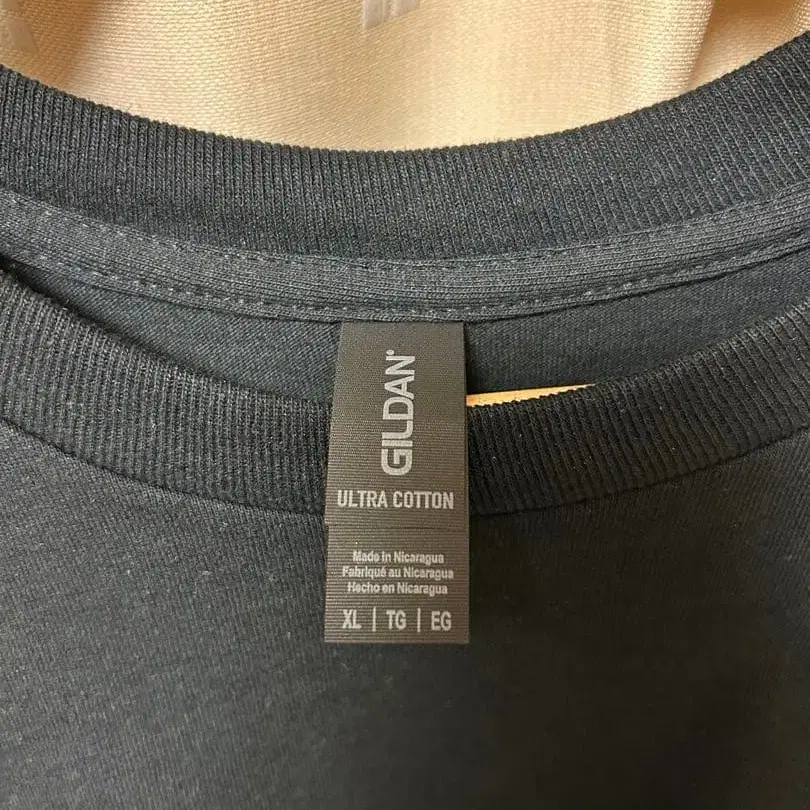 GILDAN®
ULTRA COTTON
Made in Nicaragua
Fabriqué au Nicaragua
Hecho en Nicaragua
XL | TG | EG